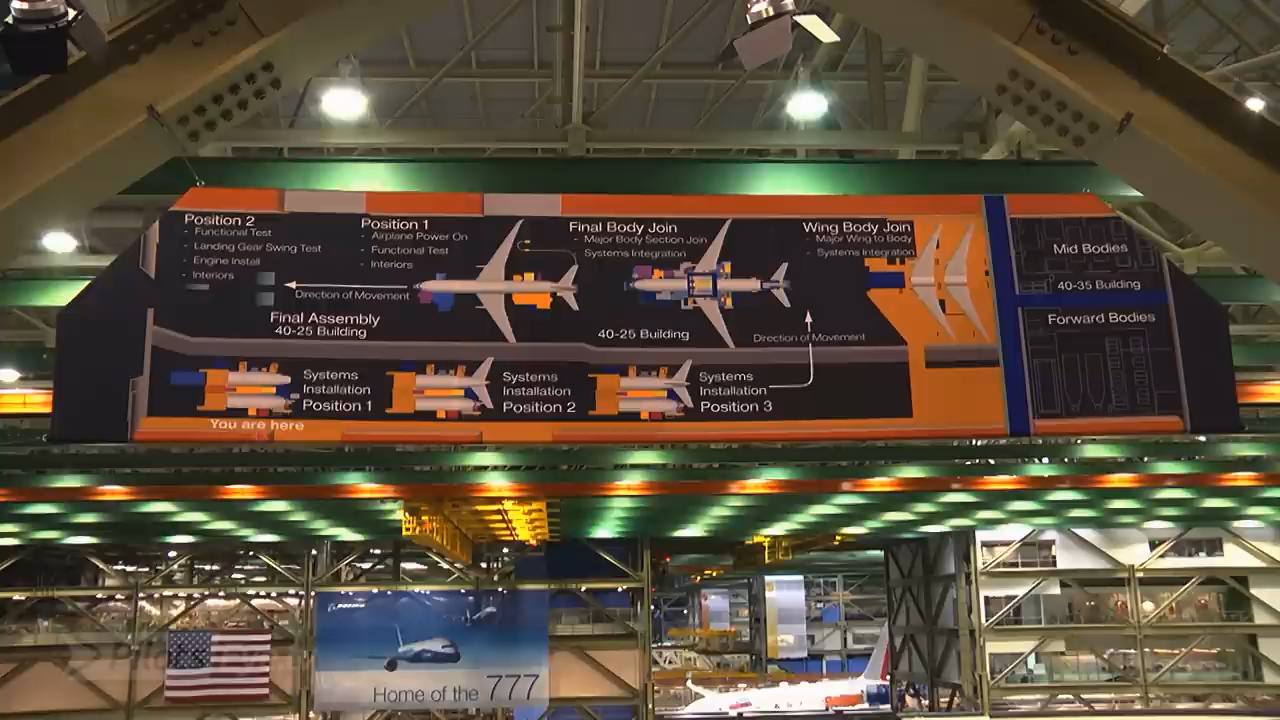 Position 2
- Functional Test
- Landing Gear Swing Test
- Engine Install
- Interiors
Position 1
- Airplane Power On
- Functional Test
- Interiors
Direction of Movement
Final Assembly
40-25 Building
Final Body Join
- Major Body Section Join
Systems Integration
40-25 Building
Wing Body Join
- Major Wing to Body
- Systems Integration
Direction of Movement
Mid Bodies
40-35 Building
Forward Bodies
Systems
Installation
Position 1
Systems
Installation
Position 2
Systems
Installation
Position 3
You are here
BOEING
Home of the 777